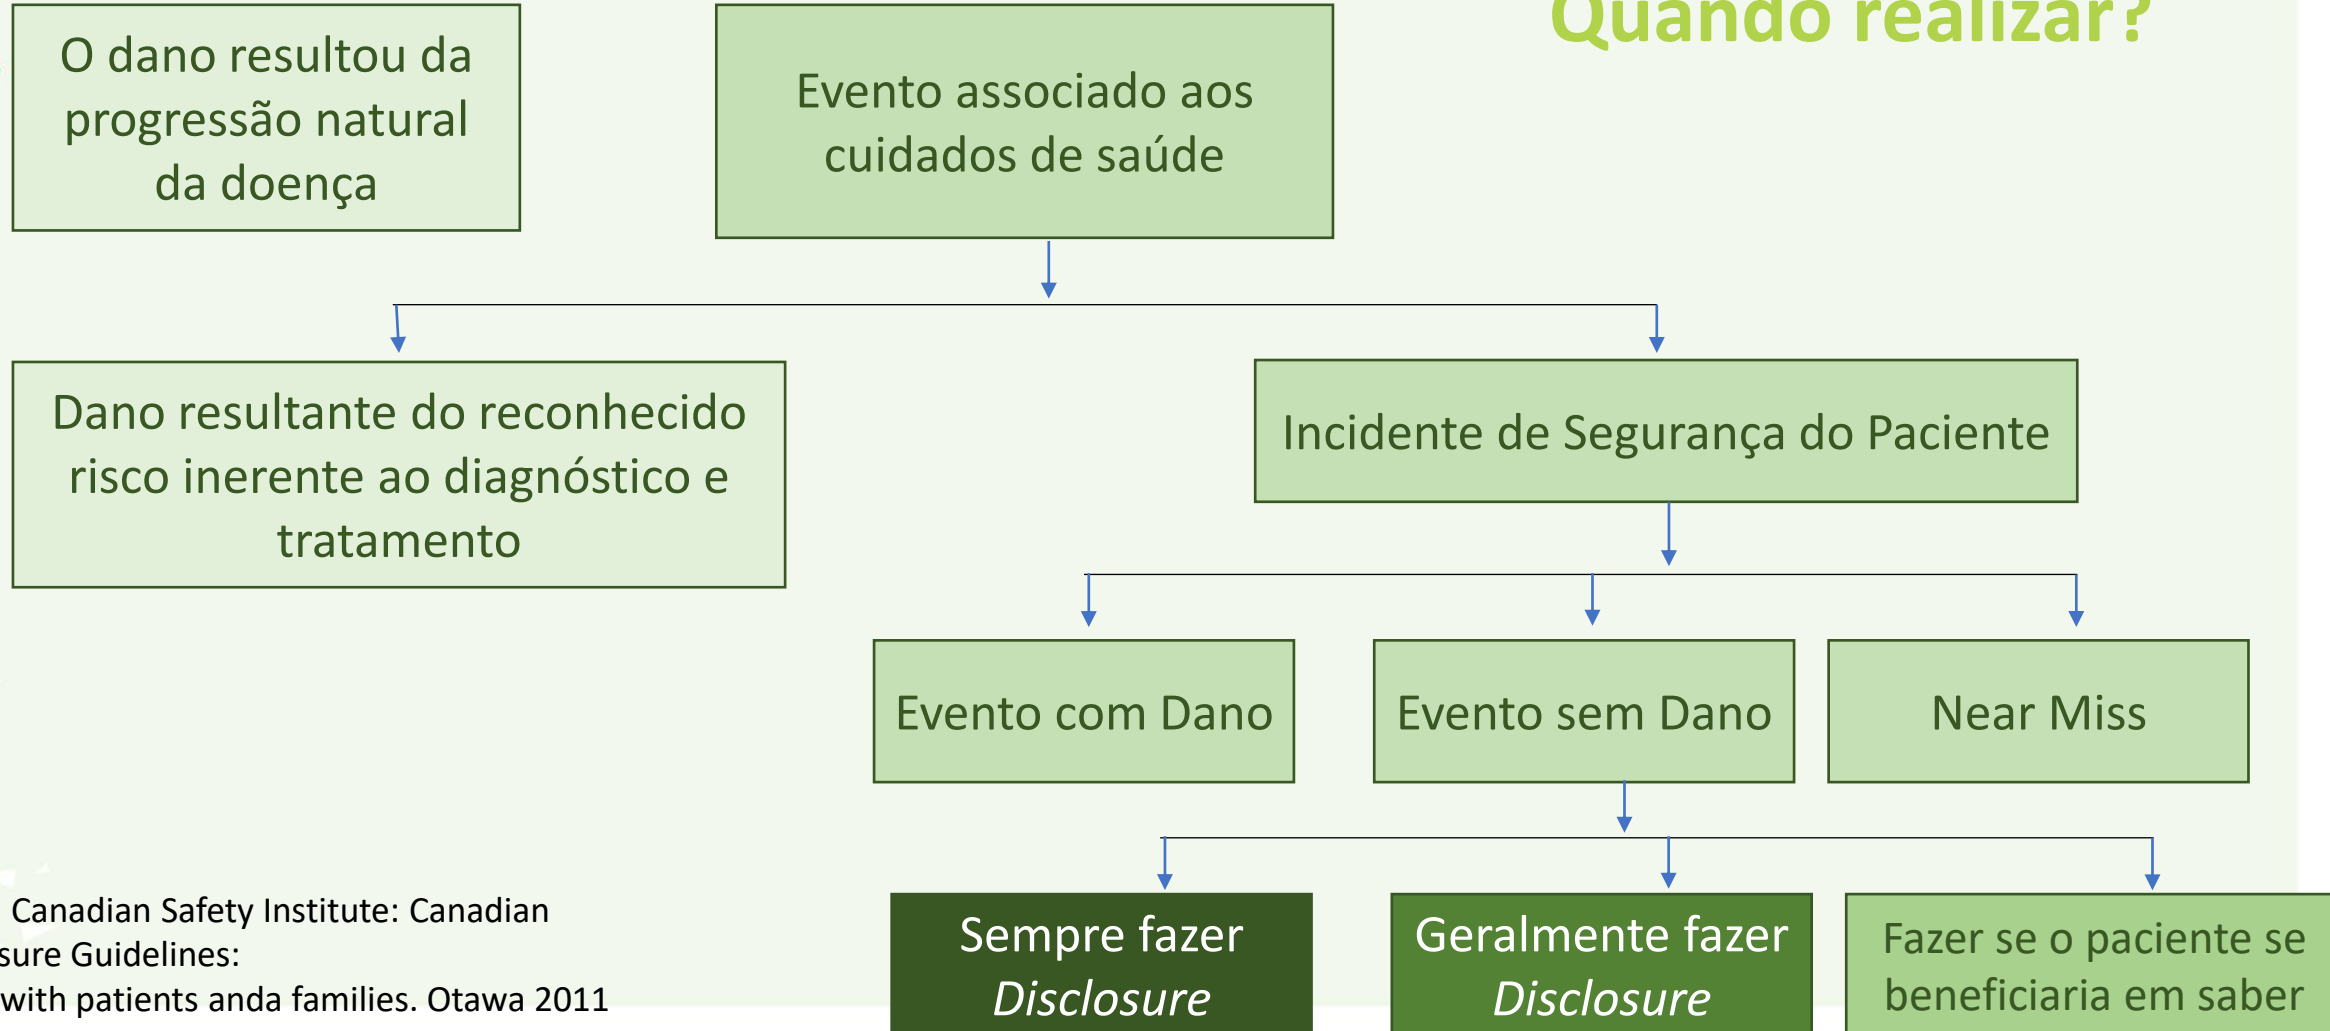 Quando realizar?
O dano resultou da
progressão natural
da doença
Evento associado aos
cuidados de saúde
Dano resultante do reconhecido
risco inerente ao diagnóstico e
tratamento
Incidente de Segurança do Paciente
Evento com Dano
Evento sem Dano
Near Miss
Sempre fazer
Disclosure
Geralmente fazer
Disclosure
Fazer se o paciente se
beneficiaria em saber
Canadian Safety Institute: Canadian
sure Guidelines:
with patients anda families. Otawa 2011